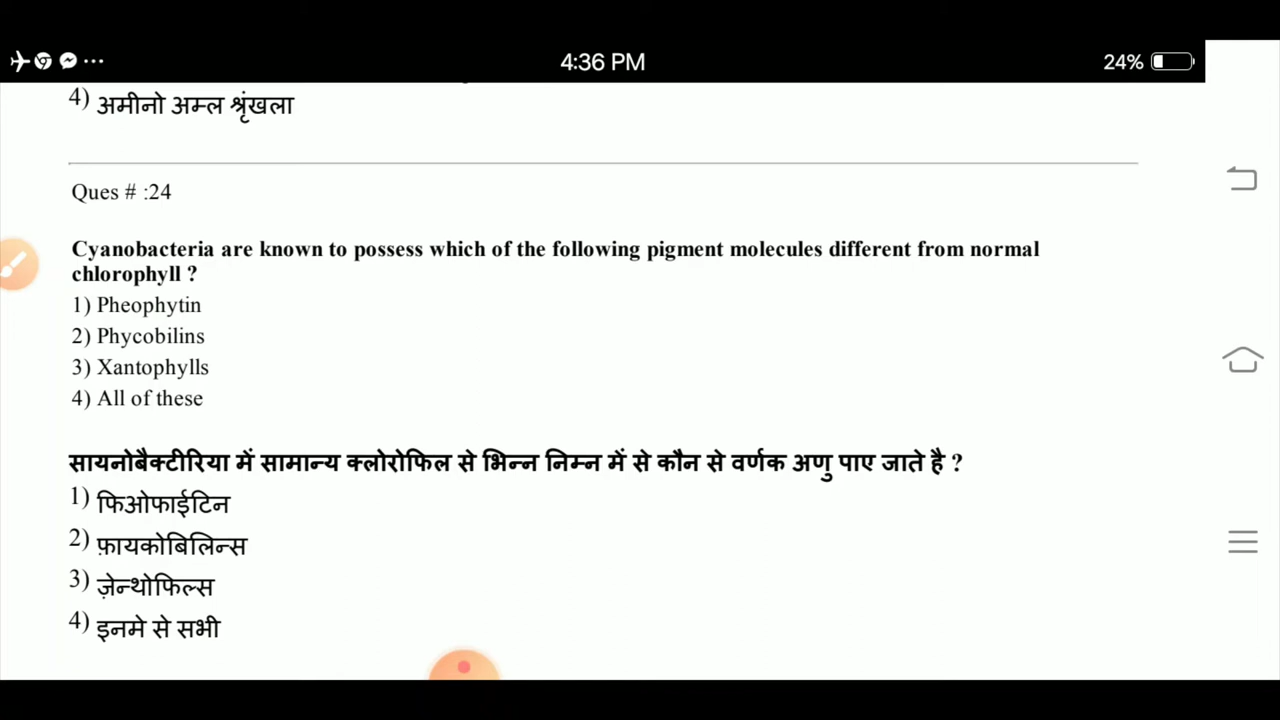 4:36 PM
24%
4) अमीनो अम्ल श्रृंखला
Ques # :24
Cyanobacteria are known to possess which of the following pigment molecules different from normal
chlorophyll ?
1) Pheophytin
2) Phycobilins
3) Xantophylls
4) All of these
सायनोबैक्टीरिया में सामान्य क्लोरोफिल से भिन्न निम्न में से कौन से वर्णक अणु पाए जाते है ?
1) फिओफाईटिन
2) फ़ायकोबिलिन्स
3) ज़ेन्थोफिल्स
4) इनमे से सभी